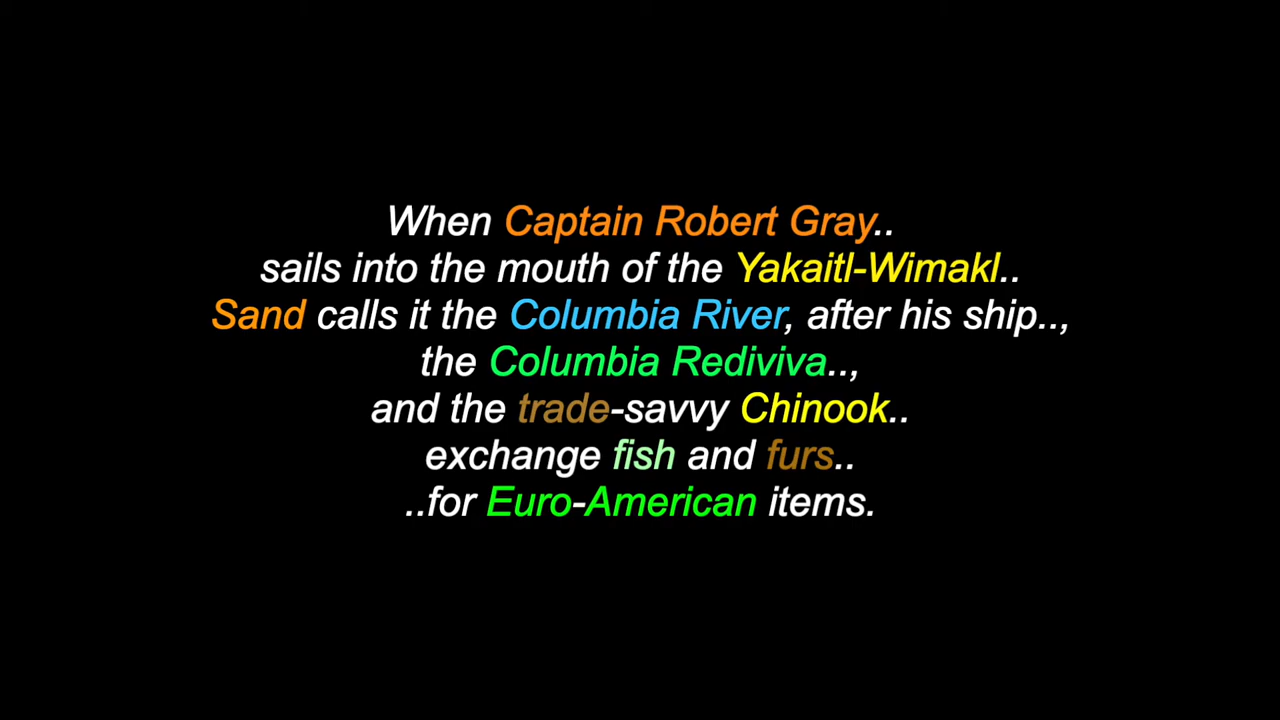 When Captain Robert Gray..
sails into the mouth of the Yakaitl-Wimakl..
Sand calls it the Columbia River, after his ship..,
the Columbia Rediviva..,
and the trade-savvy Chinook..
exchange fish and furs..
..for Euro-American items.